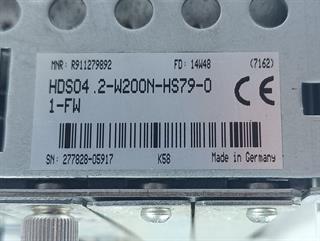 MNR: R911279892 FD: 14W48 (7162)
HDS04.2-W200N-HS79-0
1-FW
CE
SN: 277828-05917 K58 Made in Germany